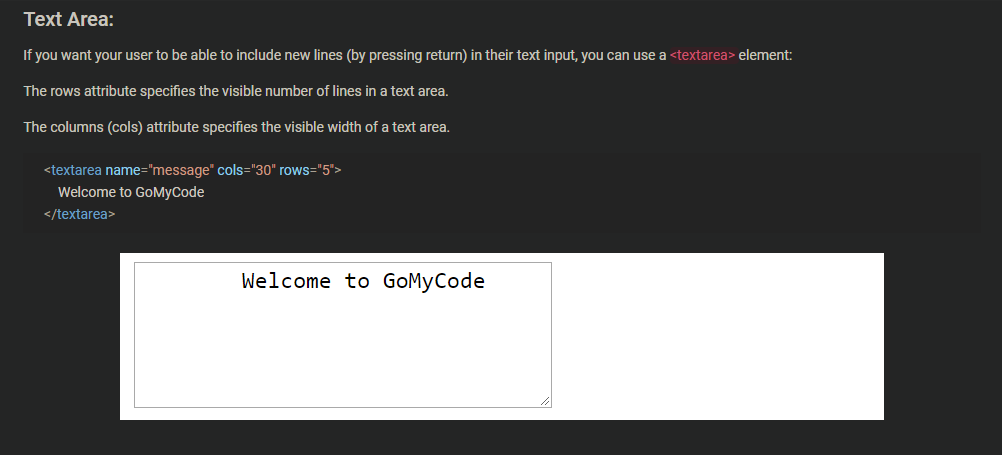 Text Area:
If you want your user to be able to include new lines (by pressing return) in their text input, you can use a <textarea> element:
The rows attribute specifies the visible number of lines in a text area.
The columns (cols) attribute specifies the visible width of a text area.
<textarea name="message" cols="30" rows="5">
Welcome to GoMyCode
</textarea>
Welcome to GoMyCode